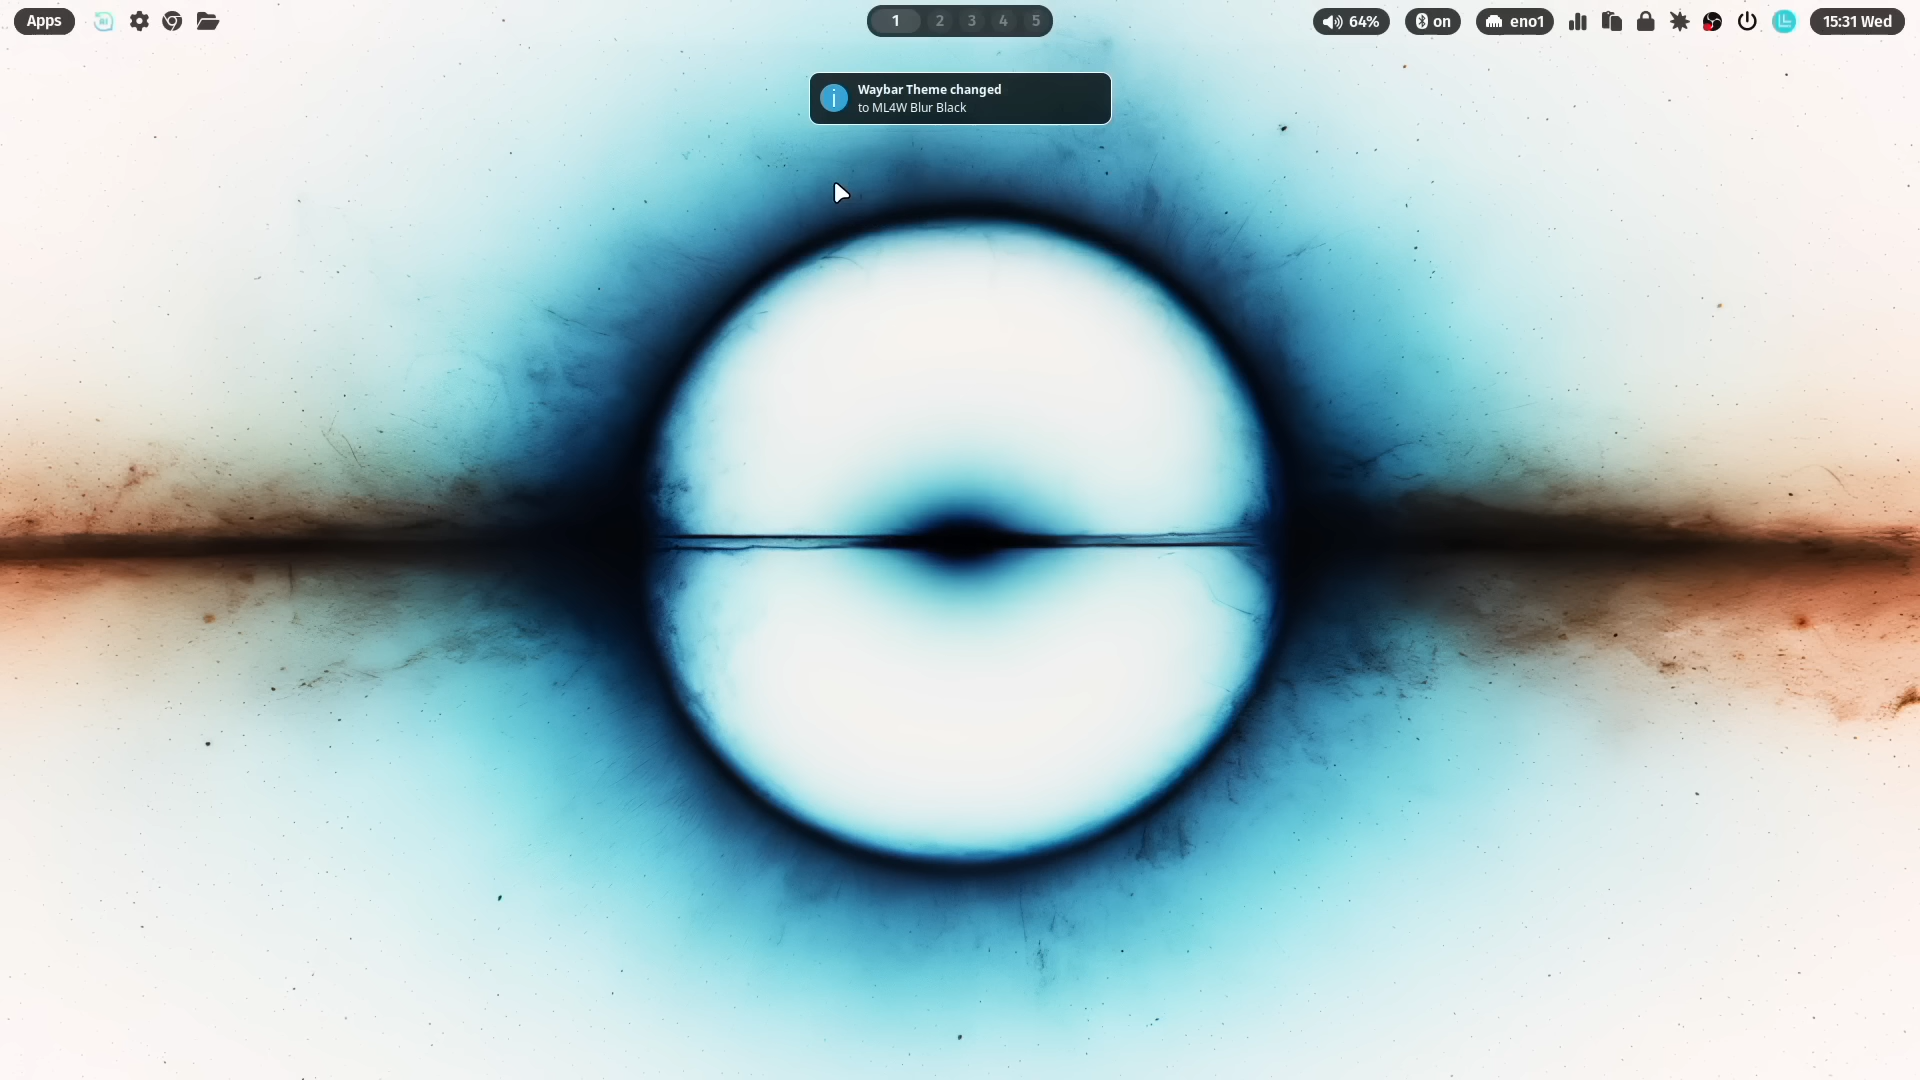 Apps
1 2 3 4 5
64%
on
eno1
15:31 Wed
Waybar Theme changed
to ML4W Blur Black